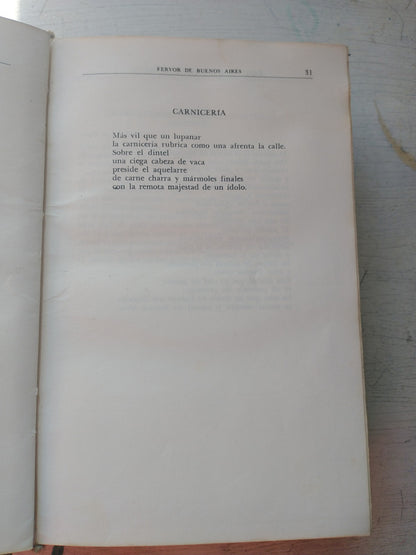 FERVOR DE BUENOS AIRES 31
CARNICERIA
Más vil que un lupanar
la carnicería rubrica como una afrenta la calle.
Sobre el dintel
una ciega cabeza de vaca
preside el aquelarre
de carne charra y mármoles finales
con la remota majestad de un ídolo.